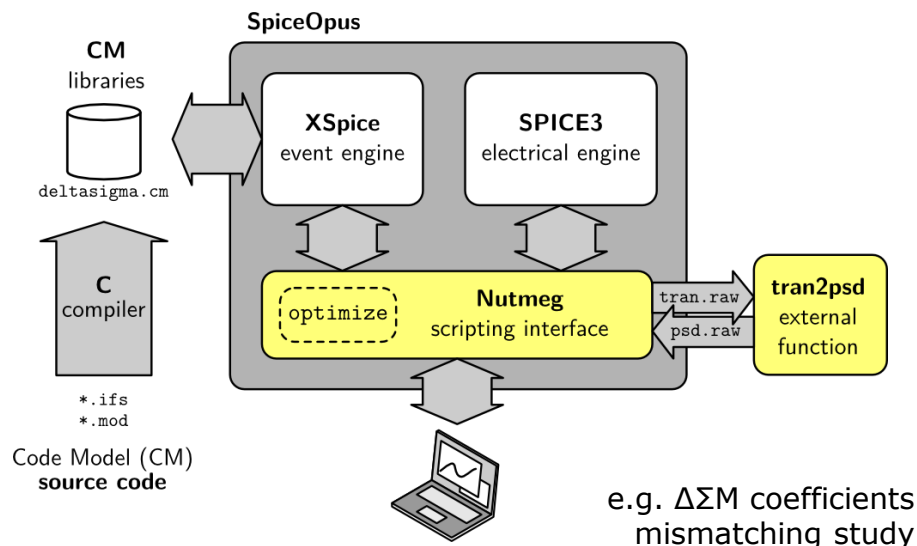 SpiceOpus
CM
libraries
deltasigma.cm
XSpice
event engine
SPICE3
electrical engine
C
compiler
optimize
Nutmeg
scripting interface
tran.raw
psd.raw
tran2psd
external
function
*.ifs
*.mod
Code Model (CM)
source code
e.g. ΔΣM coefficients
mismatching study